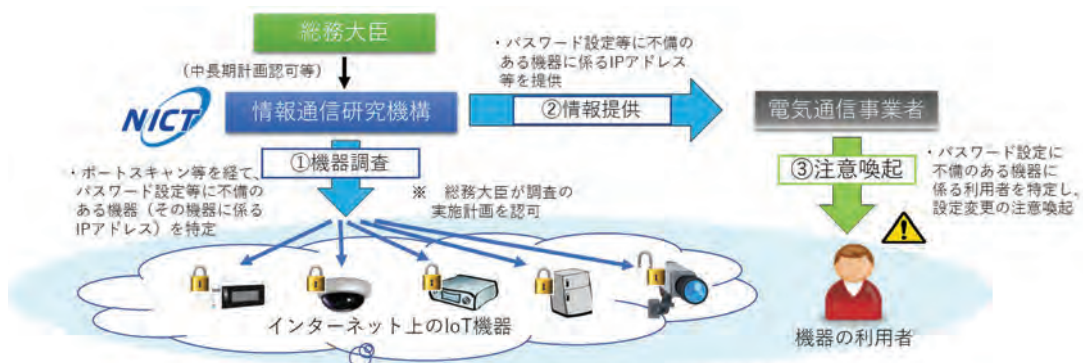 総務大臣
(中長期計画認可等)
NICT
情報通信研究機構
・パスワード設定等に不備の
ある機器に係るIPアドレス
等を提供
②情報提供
電気通信事業者
①機器調査
・ポートスキャン等を経て、
パスワード設定等に不備の
ある機器（その機器に係る
IPアドレス）を特定
※　総務大臣が調査の
実施計画を認可
③注意喚起
・パスワード設定に
不備のある機器に
係る利用者を特定し、
設定変更の注意喚起
インターネット上のIoT機器
機器の利用者